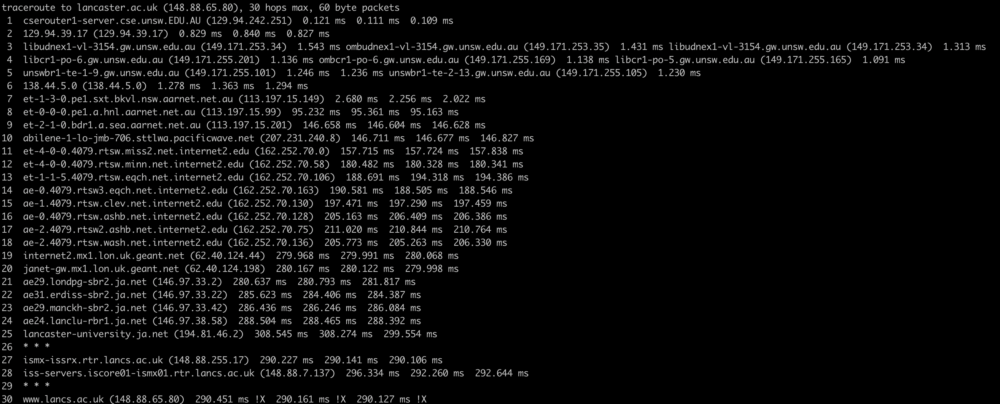 traceroute to lancaster.ac.uk (148.88.65.80), 30 hops max, 60 byte packets
 1  cserouter1-server.cse.unsw.EDU.AU (129.94.242.251)  0.121 ms  0.111 ms  0.109 ms
 2  129.94.39.17 (129.94.39.17)  0.829 ms  0.840 ms  0.827 ms
 3  libudnex1-vl-3154.gw.unsw.edu.au (149.171.253.34)  1.543 ms ombudnex1-vl-3154.gw.unsw.edu.au (149.171.253.35)  1.431 ms libudnex1-vl-3154.gw.unsw.edu.au (149.171.253.34)  1.313 ms
 4  libcr1-po-6.gw.unsw.edu.au (149.171.255.201)  1.136 ms ombcr1-po-6.gw.unsw.edu.au (149.171.255.169)  1.138 ms libcr1-po-5.gw.unsw.edu.au (149.171.255.165)  1.091 ms
 5  unswbr1-te-1-9.gw.unsw.edu.au (149.171.255.101)  1.246 ms  1.236 ms unswbr1-te-2-13.gw.unsw.edu.au (149.171.255.105)  1.230 ms
 6  138.44.5.0 (138.44.5.0)  1.278 ms  1.363 ms  1.294 ms
 7  et-1-3-0.pe1.sxt.bkvl.nsw.aarnet.net.au (113.197.15.149)  2.680 ms  2.256 ms  2.022 ms
 8  et-0-0-0.pe1.a.hnl.aarnet.net.au (113.197.15.99)  95.232 ms  95.361 ms  95.163 ms
 9  et-2-1-0.bdr1.a.sea.aarnet.net.au (113.197.15.201)  146.658 ms  146.604 ms  146.628 ms
10  abilene-1-lo-jmb-706.sttlwa.pacificwave.net (207.231.240.8)  146.711 ms  146.677 ms  146.827 ms
11  et-4-0-0.4079.rtsw.miss2.net.internet2.edu (162.252.70.0)  157.715 ms  157.724 ms  157.838 ms
12  et-4-0-0.4079.rtsw.minn.net.internet2.edu (162.252.70.58)  180.482 ms  180.328 ms  180.341 ms
13  et-1-1-5.4079.rtsw.eqch.net.internet2.edu (162.252.70.106)  188.691 ms  194.318 ms  194.386 ms
14  ae-0.4079.rtsw3.eqch.net.internet2.edu (162.252.70.163)  190.581 ms  188.505 ms  188.546 ms
15  ae-1.4079.rtsw.clev.net.internet2.edu (162.252.70.130)  197.471 ms  197.290 ms  197.459 ms
16  ae-0.4079.rtsw.ashb.net.internet2.edu (162.252.70.128)  205.163 ms  206.409 ms  206.386 ms
17  ae-2.4079.rtsw2.ashb.net.internet2.edu (162.252.70.75)  211.020 ms  210.844 ms  210.764 ms
18  ae-2.4079.rtsw.wash.net.internet2.edu (162.252.70.136)  205.773 ms  205.263 ms  206.330 ms
19  internet2.mx1.lon.uk.geant.net (62.40.124.44)  279.968 ms  279.991 ms  280.068 ms
20  janet-gw.mx1.lon.uk.geant.net (62.40.124.198)  280.167 ms  280.122 ms  279.998 ms
21  ae29.londpg-sbr2.ja.net (146.97.33.2)  280.637 ms  280.793 ms  281.817 ms
22  ae31.erdiss-sbr2.ja.net (146.97.33.22)  285.623 ms  284.406 ms  284.387 ms
23  ae29.manckh-sbr2.ja.net (146.97.33.42)  286.436 ms  286.246 ms  286.084 ms
24  ae24.lanclu-rbr1.ja.net (146.97.38.58)  288.504 ms  288.465 ms  288.392 ms
25  lancaster-university.ja.net (194.81.46.2)  308.545 ms  308.274 ms  299.554 ms
26  * * *
27  ismx-issrx.rtr.lancs.ac.uk (148.88.255.17)  290.227 ms  290.141 ms  290.106 ms
28  iss-servers.iscore01-ismx01.rtr.lancs.ac.uk (148.88.7.137)  296.334 ms  292.260 ms  292.644 ms
29  * * *
30  www.lancs.ac.uk (148.88.65.80)  290.451 ms !X  290.161 ms !X  290.127 ms !X